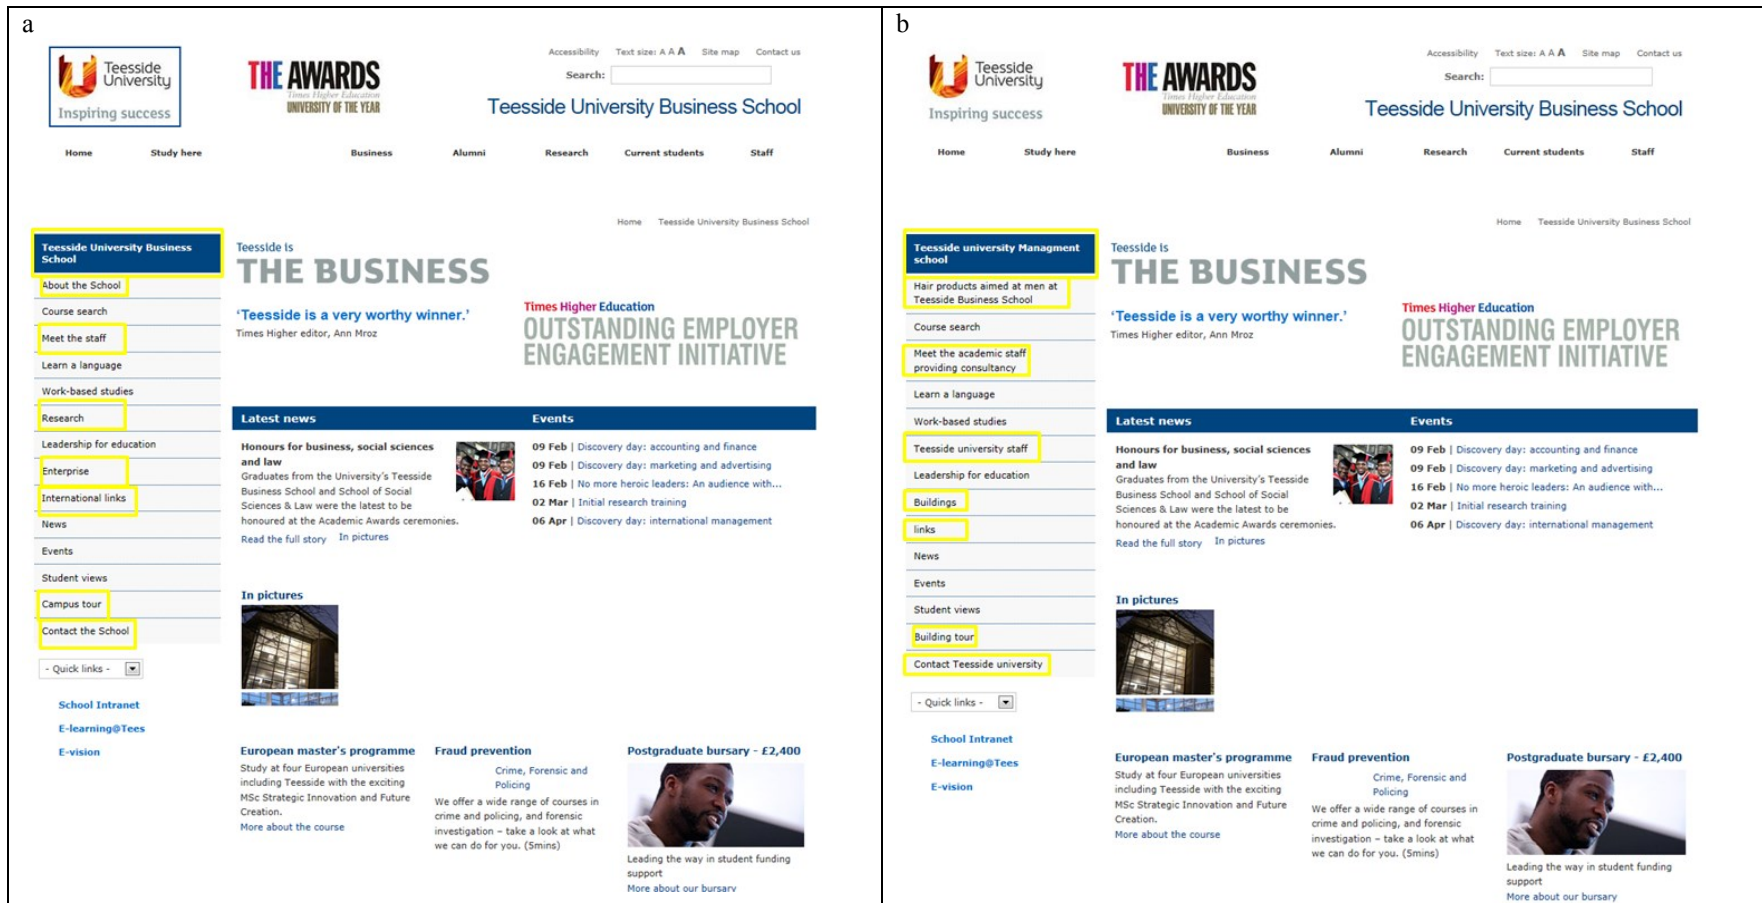 a
Teesside
University
Inspiring success
THE AWARDS
Times Higher Education
UNIVERSITY OF THE YEAR
Accessibility Text size: A A A Site map Contact us
Search:
Teesside University Business School
Home Study here Business Alumni Research Current students Staff
Home Teesside University Business School
Teesside University Business
School
About the School
Course search
Meet the staff
Learn a language
Work-based studies
Research
Leadership for education
Enterprise
International links
News
Events
Student views
Campus tour
Contact the School
- Quick links -
School Intranet
E-learning@Tees
E-vision
Teesside is
THE BUSINESS
'Teesside is a very worthy winner.'
Times Higher editor, Ann Mroz
Times Higher Education
OUTSTANDING EMPLOYER
ENGAGEMENT INITIATIVE
Latest news
Honours for business, social sciences
and law
Graduates from the University's Teesside
Business School and School of Social
Sciences & Law were the latest to be
honoured at the Academic Awards ceremonies.
Read the full story In pictures
Events
09 Feb | Discovery day: accounting and finance
09 Feb | Discovery day: marketing and advertising
16 Feb | No more heroic leaders: An audience with...
02 Mar | Initial research training
06 Apr | Discovery day: international management
In pictures
European master's programme
Study at four European universities
including Teesside with the exciting
MSc Strategic Innovation and Future
Creation.
More about the course
Fraud prevention
Crime, Forensic and
Policing
We offer a wide range of courses in
crime and policing, and forensic
investigation – take a look at what
we can do for you. (5mins)
Postgraduate bursary - £2,400
Leading the way in student funding
support
More about our bursary
b
Teesside
University
Inspiring success
THE AWARDS
Times Higher Education
UNIVERSITY OF THE YEAR
Accessibility Text size: A A A Site map Contact us
Search:
Teesside University Business School
Home Study here Business Alumni Research Current students Staff
Home Teesside University Business School
Teesside university Managment
school
Hair products aimed at men at
Teesside Business School
Course search
Meet the academic staff
providing consultancy
Learn a language
Work-based studies
Teesside university staff
Leadership for education
Buildings
links
News
Events
Student views
Building tour
Contact Teesside university
- Quick links -
School Intranet
E-learning@Tees
E-vision
Teesside is
THE BUSINESS
'Teesside is a very worthy winner.'
Times Higher editor, Ann Mroz
Times Higher Education
OUTSTANDING EMPLOYER
ENGAGEMENT INITIATIVE
Latest news
Honours for business, social sciences
and law
Graduates from the University's Teesside
Business School and School of Social
Sciences & Law were the latest to be
honoured at the Academic Awards ceremonies.
Read the full story In pictures
Events
09 Feb | Discovery day: accounting and finance
09 Feb | Discovery day: marketing and advertising
16 Feb | No more heroic leaders: An audience with...
02 Mar | Initial research training
06 Apr | Discovery day: international management
In pictures
European master's programme
Study at four European universities
including Teesside with the exciting
MSc Strategic Innovation and Future
Creation.
More about the course
Fraud prevention
Crime, Forensic and
Policing
We offer a wide range of courses in
crime and policing, and forensic
investigation – take a look at what
we can do for you. (5mins)
Postgraduate bursary - £2,400
Leading the way in student funding
support
More about our bursary